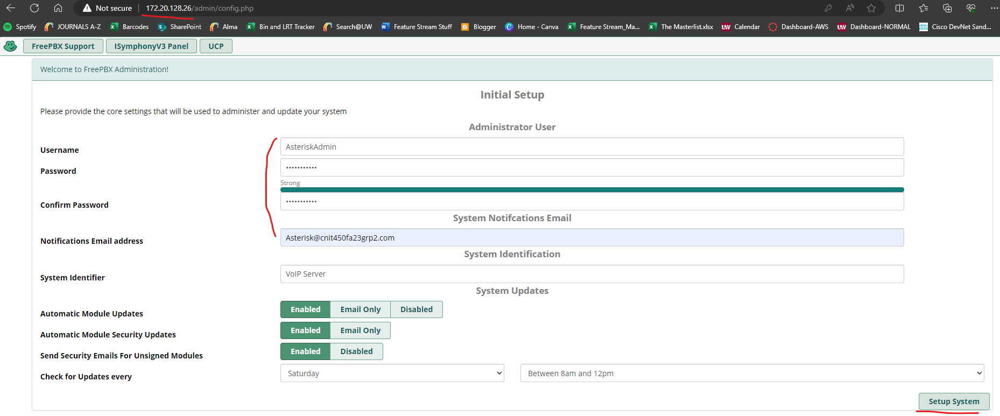 Not secure 172.20.128.26/admin/config.php
Spotify JOURNALS A-Z Barcodes SharePoint Alma Bin and LRT Tracker Search@UW Feature Stream Stuff Blogger Home - Canva Feature Stream_Ma... The Masterlist.xlsx Calendar Dashboard-AWS Dashboard-NORMAL Cisco DevNet Sand...
FreePBX Support ISymphonyV3 Panel UCP
Welcome to FreePBX Administration!
Initial Setup
Please provide the core settings that will be used to administer and update your system
Administrator User
Username AsteriskAdmin
Password •••••••••••
Strong
Confirm Password •••••••••••
System Notifcations Email
Notifications Email address Asterisk@cnit450fa23grp2.com
System Identification
System Identifier VoIP Server
System Updates
Automatic Module Updates Enabled Email Only Disabled
Automatic Module Security Updates Enabled Email Only
Send Security Emails For Unsigned Modules Enabled Disabled
Check for Updates every Saturday Between 8am and 12pm
Setup System